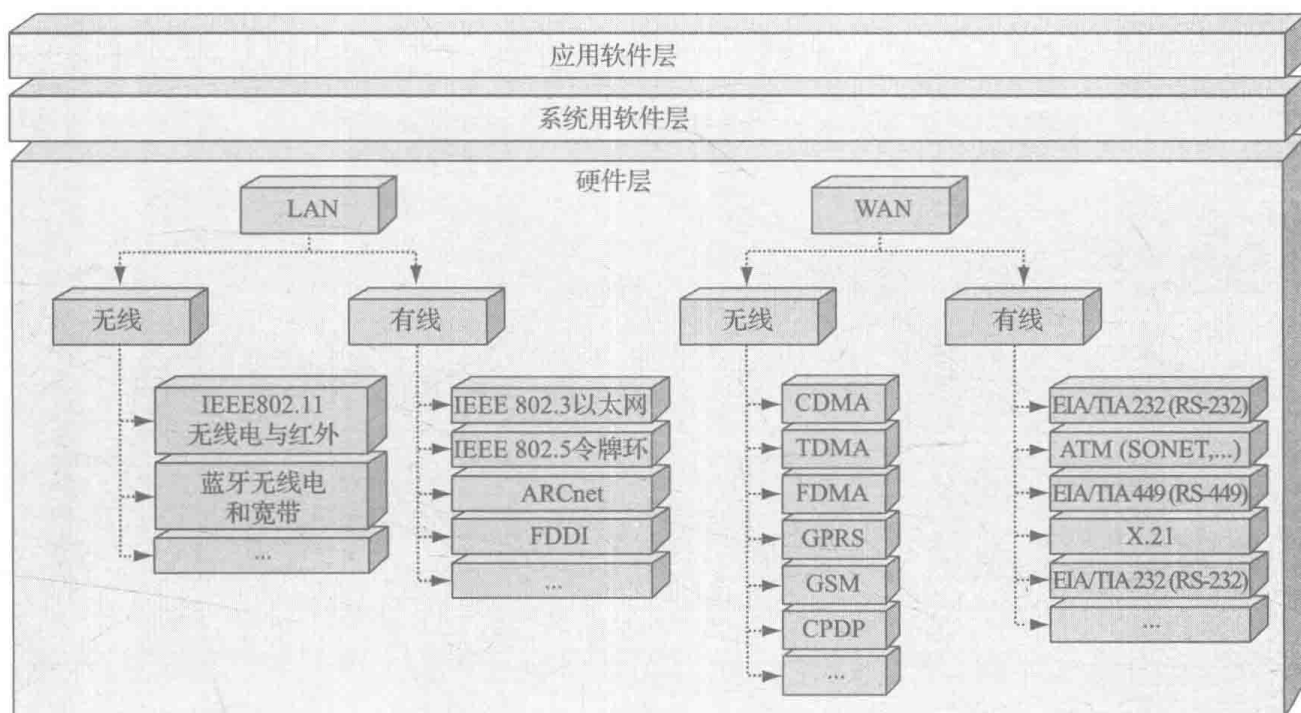 应用软件层
系统用软件层
硬件层
LAN
WAN
无线
有线
无线
有线
IEEE802.11
无线电与红外
蓝牙无线电
和宽带
...
IEEE 802.3以太网
IEEE 802.5令牌环
ARCnet
FDDI
...
CDMA
TDMA
FDMA
GPRS
GSM
CPDP
...
EIA/TIA232(RS-232)
ATM (SONET,...)
EIA/TIA449(RS-449)
X.21
EIA/TIA232(RS-232)
...